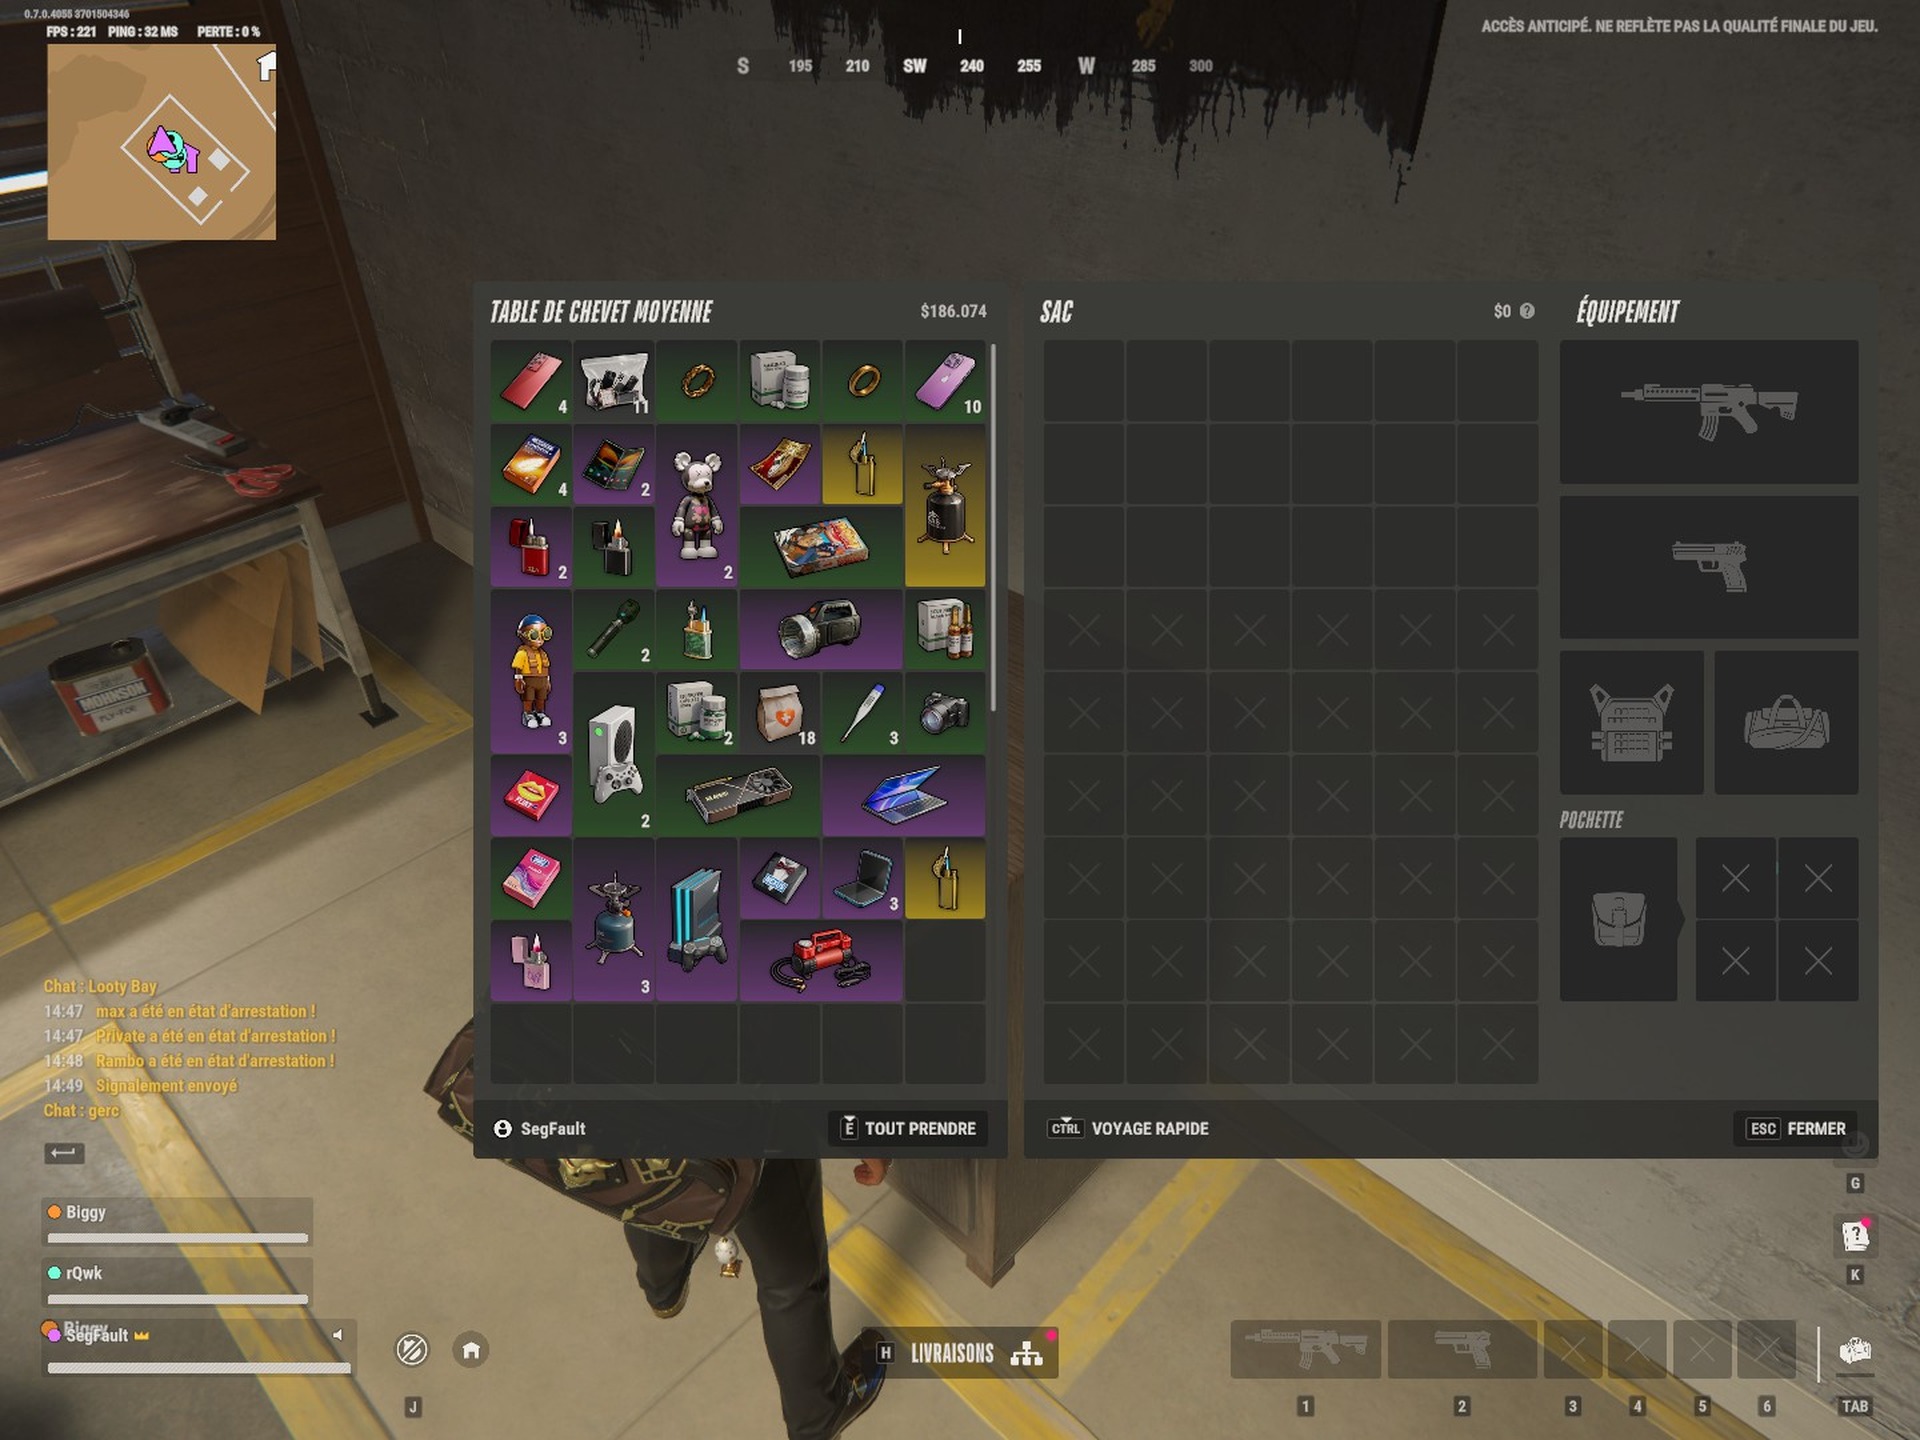 0.7.0.4055 3701504346
FPS : 221 PING : 32 MS PERTE : 0 %
ACCÈS ANTICIPÉ. NE REFLÈTE PAS LA QUALITÉ FINALE DU JEU.
S 195 210 SW 240 255 W 285 300
TABLE DE CHEVET MOYENNE $186.074
SAC $0
ÉQUIPEMENT
4 11 10
4 2
2 2
2
3 2 18 3
2
3
3
POCHETTE
MORNSON
Chat : Looty Bay
14:47 max a été en état d'arrestation !
14:47 Private a été en état d'arrestation !
14:48 Rambo a été en état d'arrestation !
14:49 Signalement envoyé
Chat : gerc
SegFault
E TOUT PRENDRE
CTRL VOYAGE RAPIDE
ESC FERMER
G
K
Biggy
rQwk
Biggy
SegFault
J
H LIVRAISONS
1 2 3 4 5 6 TAB